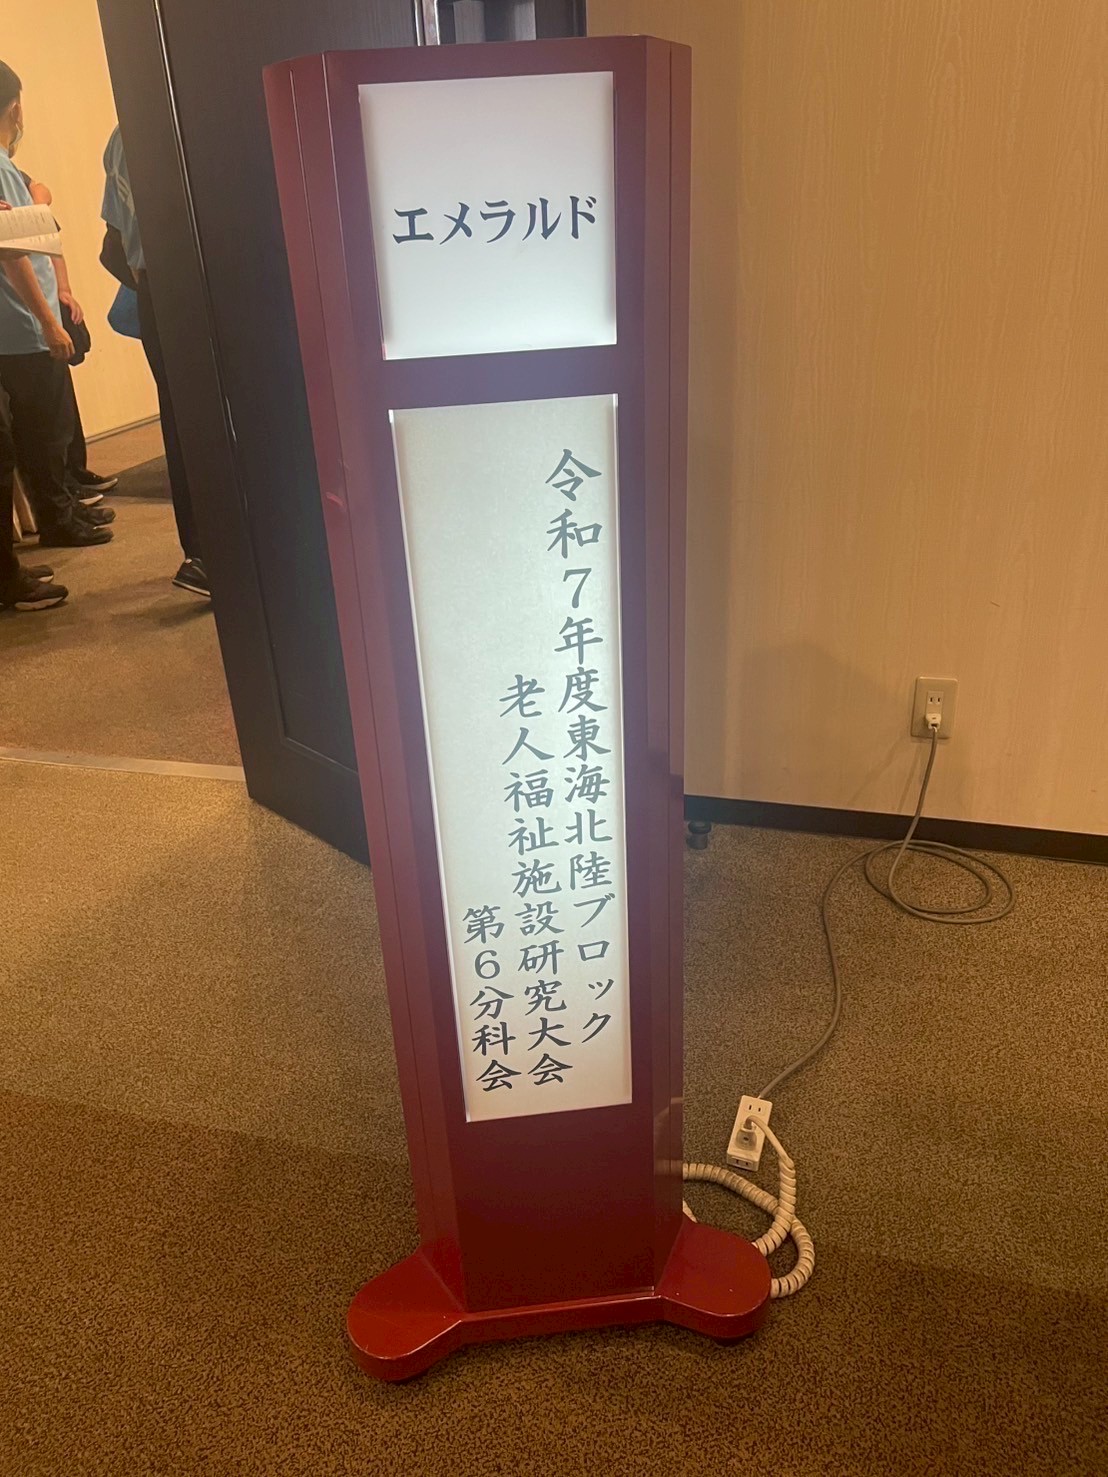 エメラルド
令和7年度東海北陸ブロック
老人福祉施設研究大会
第6分科会